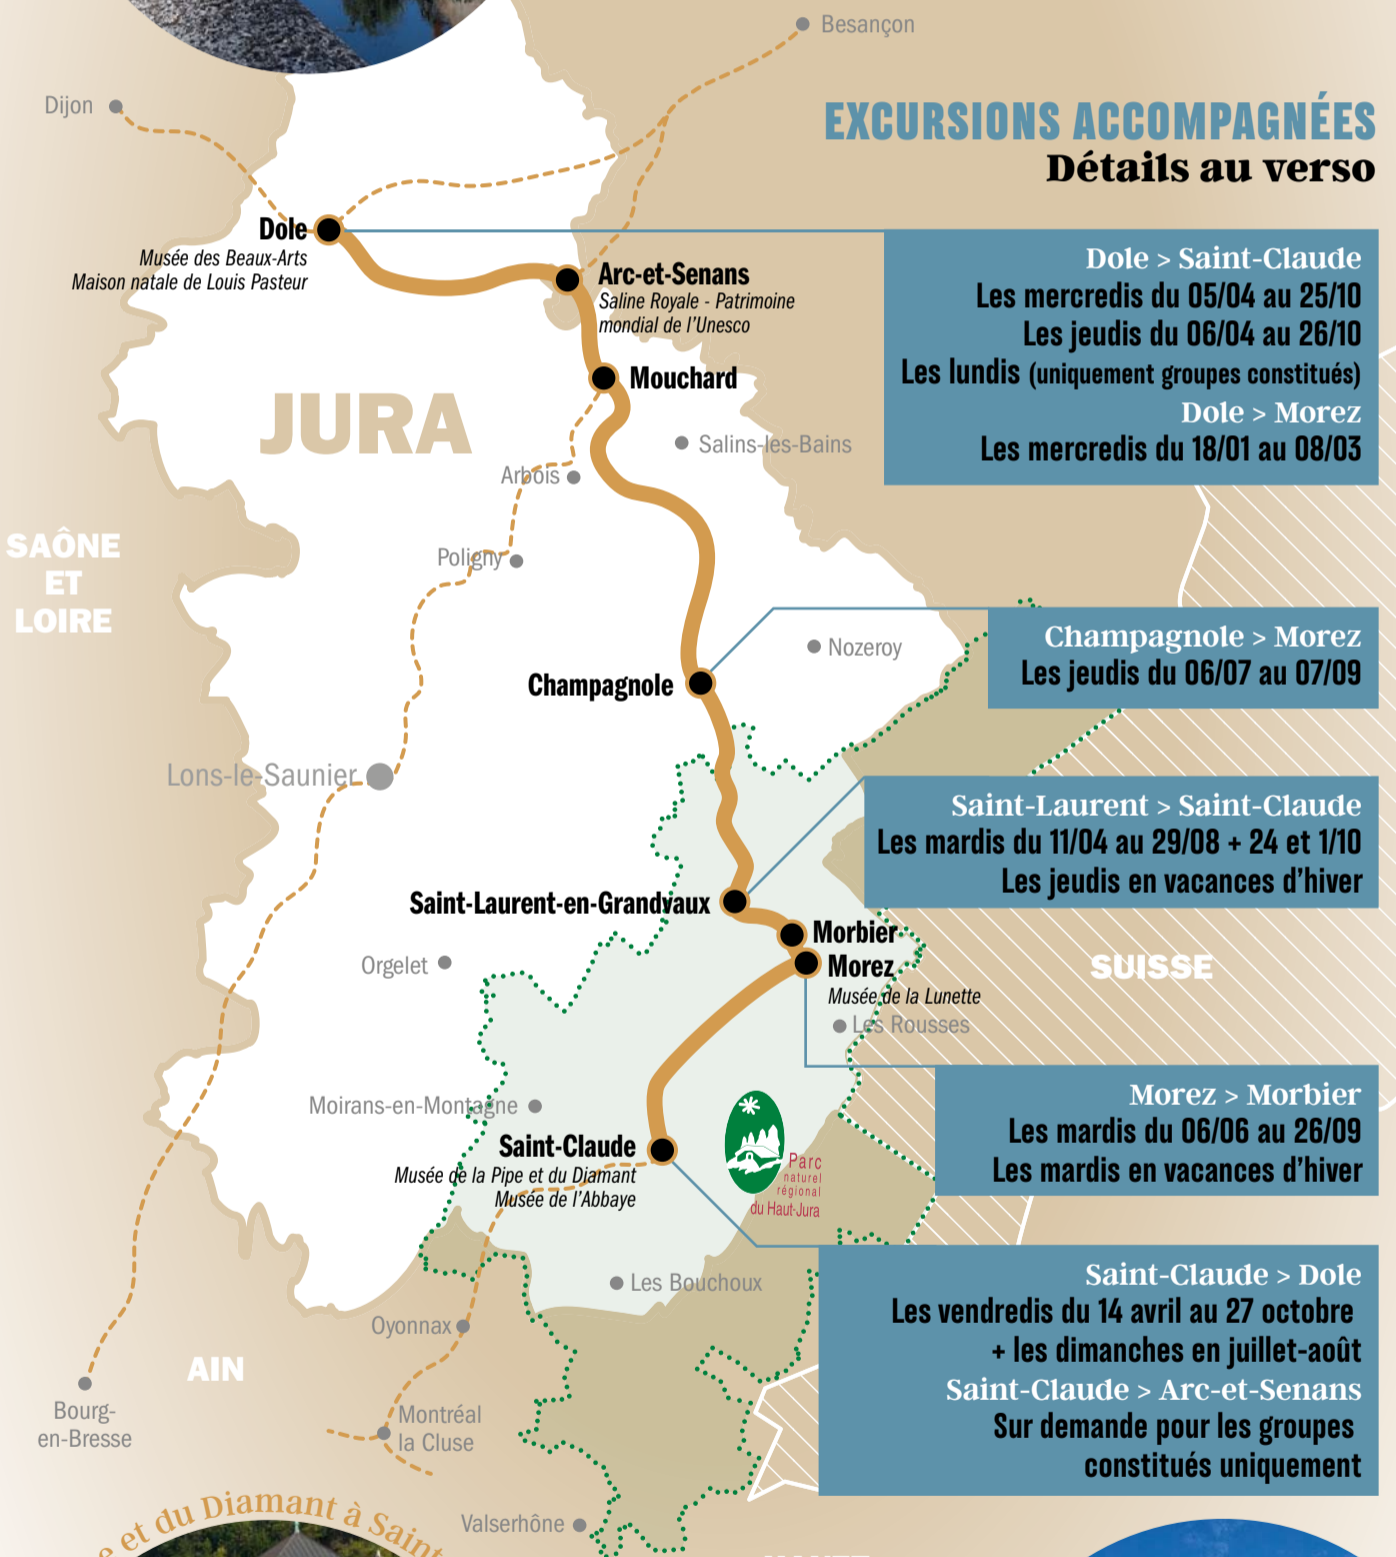 Besançon
Dijon
EXCURSIONS ACCOMPAGNÉES
Détails au verso
Dole
Musée des Beaux-Arts
Maison natale de Louis Pasteur
Arc-et-Senans
Saline Royale - Patrimoine
mondial de l'Unesco
Dole > Saint-Claude
Les mercredis du 05/04 au 25/10
Les jeudis du 06/04 au 26/10
Les lundis (uniquement groupes constitués)
Dole > Morez
Les mercredis du 18/01 au 08/03
Mouchard
JURA
Salins-les-Bains
Arbois
Poligny
SAÔNE
ET
LOIRE
Champagnole > Morez
Les jeudis du 06/07 au 07/09
Nozeroy
Champagnole
Lons-le-Saunier
Saint-Laurent > Saint-Claude
Les mardis du 11/04 au 29/08 + 24 et 1/10
Les jeudis en vacances d'hiver
Saint-Laurent-en-Grandvaux
Morbier
Morez
Musée de la Lunette
Orgelet
SUISSE
Les Rousses
Morez > Morbier
Les mardis du 06/06 au 26/09
Les mardis en vacances d'hiver
Moirans-en-Montagne
Saint-Claude
Musée de la Pipe et du Diamant
Musée de l'Abbaye
Parc
naturel
régional
du Haut-Jura
Saint-Claude > Dole
Les vendredis du 14 avril au 27 octobre
+ les dimanches en juillet-août
Saint-Claude > Arc-et-Senans
Sur demande pour les groupes
constitués uniquement
Les Bouchoux
Oyonnax
AIN
Bourg-
en-Bresse
Montréal
la Cluse
Valserhône
e et du Diamant à Saint